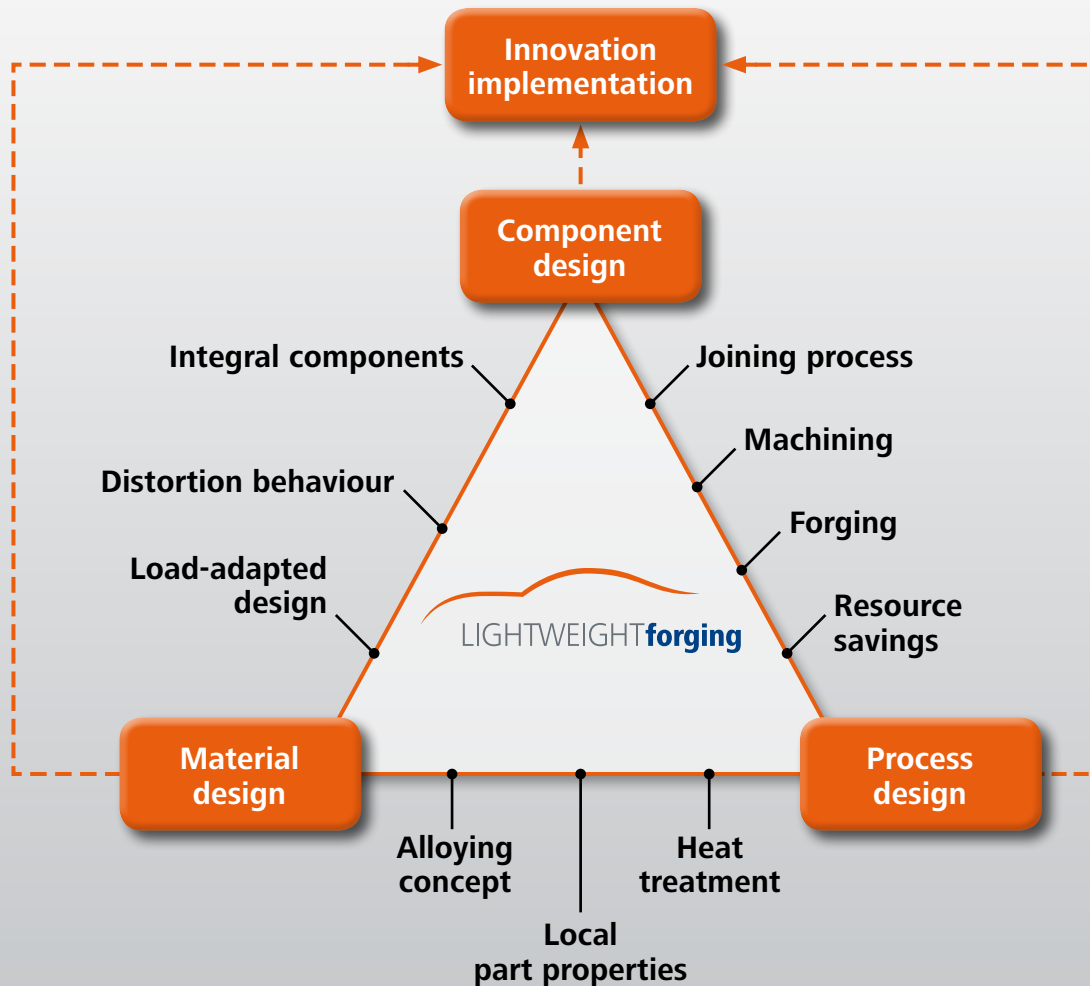 Innovation
implementation
Component
design
Integral components
Joining process
Machining
Distortion behaviour
Forging
Load-adapted
design
Resource
savings
LIGHTWEIGHTforging
Material
design
Process
design
Alloying
concept
Heat
treatment
Local
part properties